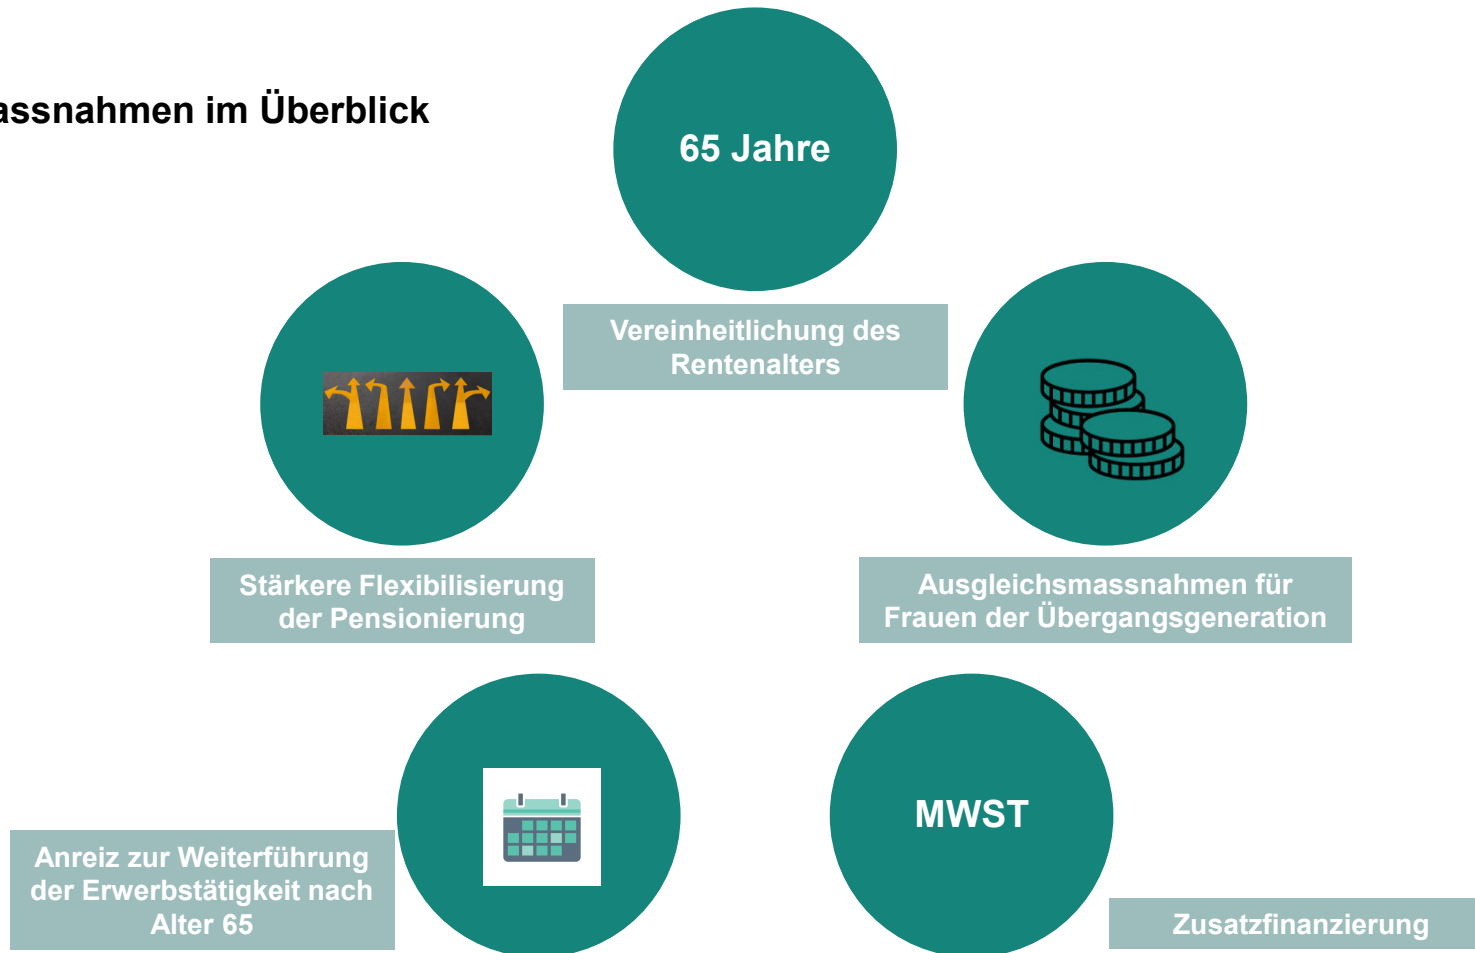 assnahmen im Überblick
65 Jahre
Vereinheitlichung des
Rentenalters
Stärkere Flexibilisierung
der Pensionierung
Ausgleichsmassnahmen für
Frauen der Übergangsgeneration
Anreiz zur Weiterführung
der Erwerbstätigkeit nach
Alter 65
MWST
Zusatzfinanzierung